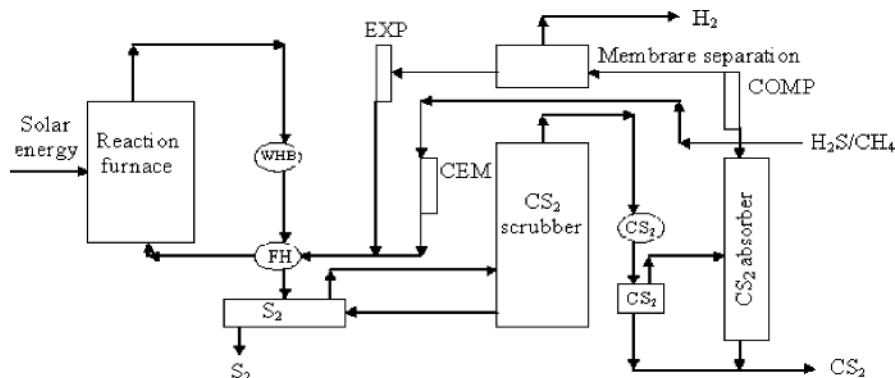 EXP
H₂
Membrare separation
COMP
Solar
energy
Reaction
furnace
WHB)
CEM
CS₂
scrubber
H₂S/CH₄
CS₂
CS₂ absorber
FH
CS₂
S₂
S₂
CS₂